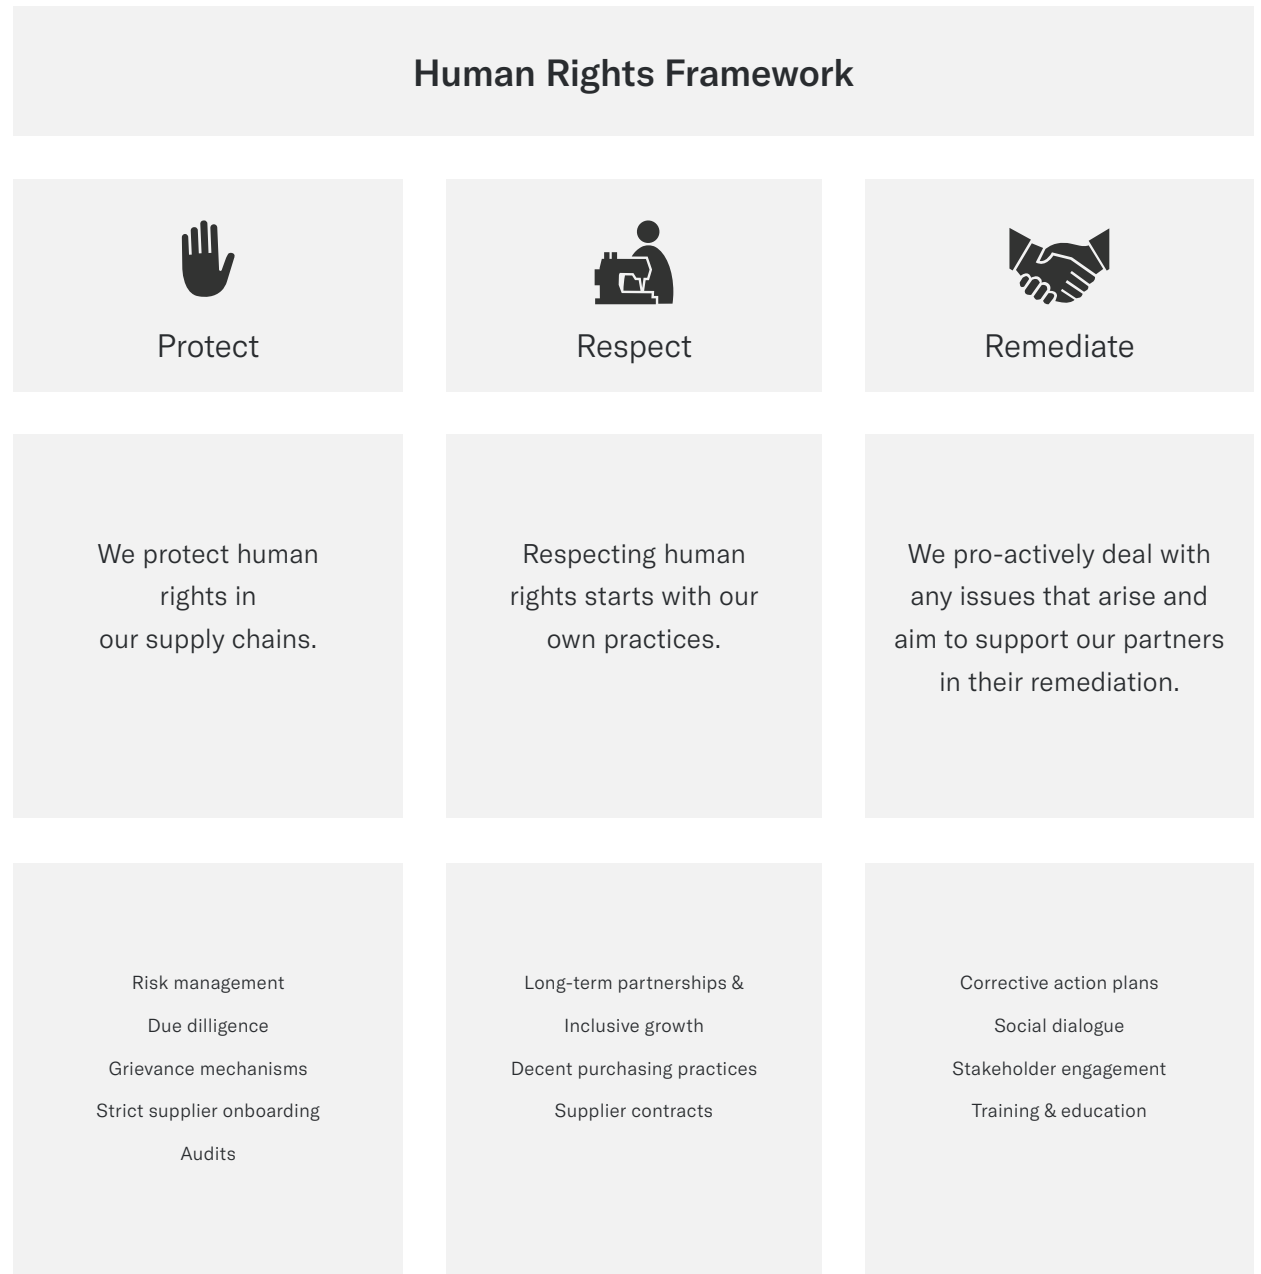 Human Rights Framework
Protect
Respect
Remediate
We protect human
rights in
our supply chains.
Respecting human
rights starts with our
own practices.
We pro-actively deal with
any issues that arise and
aim to support our partners
in their remediation.
Risk management
Due dilligence
Grievance mechanisms
Strict supplier onboarding
Audits
Long-term partnerships &
Inclusive growth
Decent purchasing practices
Supplier contracts
Corrective action plans
Social dialogue
Stakeholder engagement
Training & education